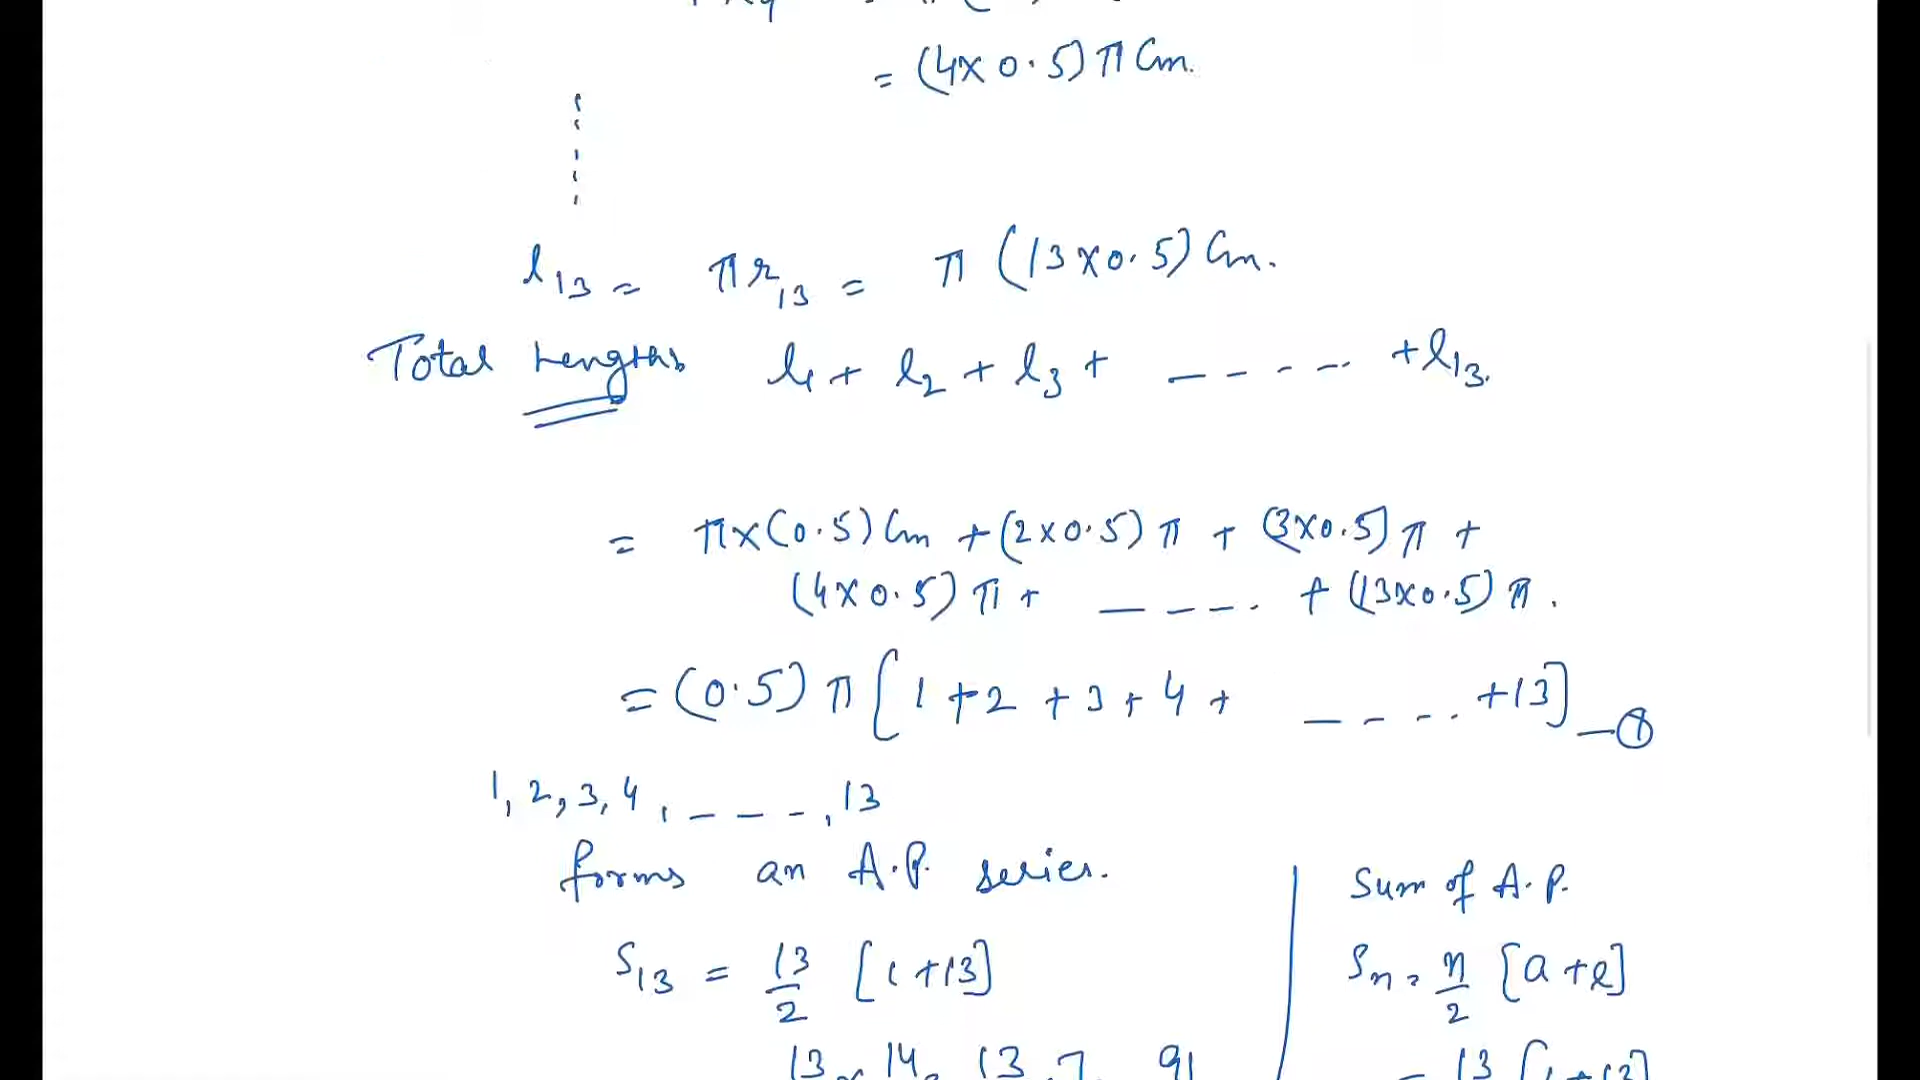 = (4×0.5)π Cm.
l13 = πr13 = π (13×0.5) Cm.
Total Lengths l1 + l2 + l3 + ----- + l13.
= π×(0.5) Cm + (2×0.5) π + (3×0.5) π +
(4×0.5) π + ----. + (13×0.5) π.
= (0.5) π [1 + 2 + 3 + 4 + ----. + 13] —①
1, 2, 3, 4, ---, 13
forms an A.P. series.
Sum of A.P.
S13 = 13/2 [1+13]
Sn = n/2 [a+l]